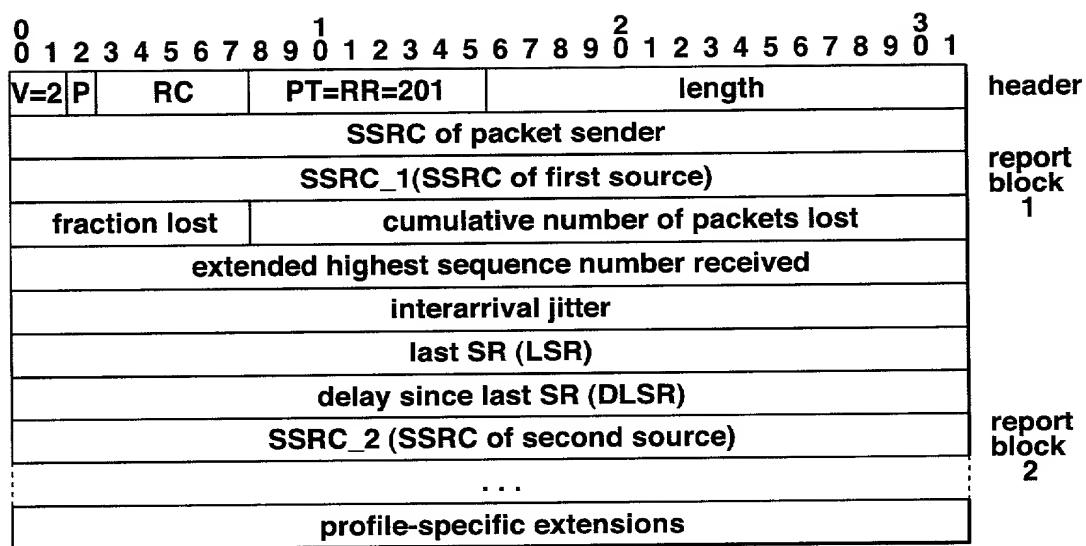 0 1 2 3
0 1 2 3 4 5 6 7 8 9 0 1 2 3 4 5 6 7 8 9 0 1 2 3 4 5 6 7 8 9 0 1
V=2 P RC PT=RR=201 length header
SSRC of packet sender
SSRC_1(SSRC of first source) report block 1
fraction lost cumulative number of packets lost
extended highest sequence number received
interarrival jitter
last SR (LSR)
delay since last SR (DLSR)
SSRC_2 (SSRC of second source) report block 2
. . .
profile-specific extensions